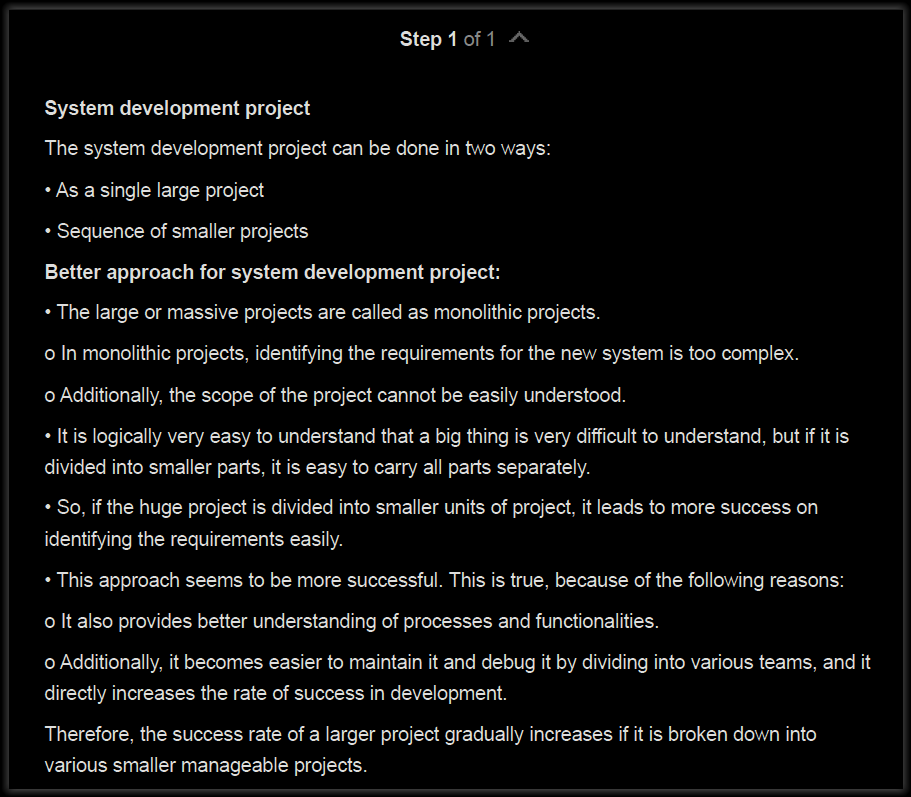 Step 1 of 1
System development project
The system development project can be done in two ways:
• As a single large project
• Sequence of smaller projects
Better approach for system development project:
• The large or massive projects are called as monolithic projects.
o In monolithic projects, identifying the requirements for the new system is too complex.
o Additionally, the scope of the project cannot be easily understood.
• It is logically very easy to understand that a big thing is very difficult to understand, but if it is
divided into smaller parts, it is easy to carry all parts separately.
• So, if the huge project is divided into smaller units of project, it leads to more success on
identifying the requirements easily.
• This approach seems to be more successful. This is true, because of the following reasons:
o It also provides better understanding of processes and functionalities.
o Additionally, it becomes easier to maintain it and debug it by dividing into various teams, and it
directly increases the rate of success in development.
Therefore, the success rate of a larger project gradually increases if it is broken down into
various smaller manageable projects.